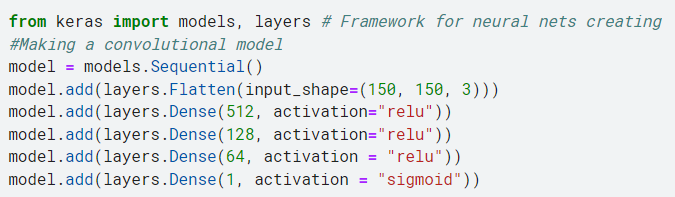 from keras import models, layers # Framework for neural nets creating
#Making a convolutional model
model = models.Sequential()
model.add(layers.Flatten(input_shape=(150, 150, 3)))
model.add(layers.Dense(512, activation="relu"))
model.add(layers.Dense(128, activation="relu"))
model.add(layers.Dense(64, activation = "relu"))
model.add(layers.Dense(1, activation = "sigmoid"))